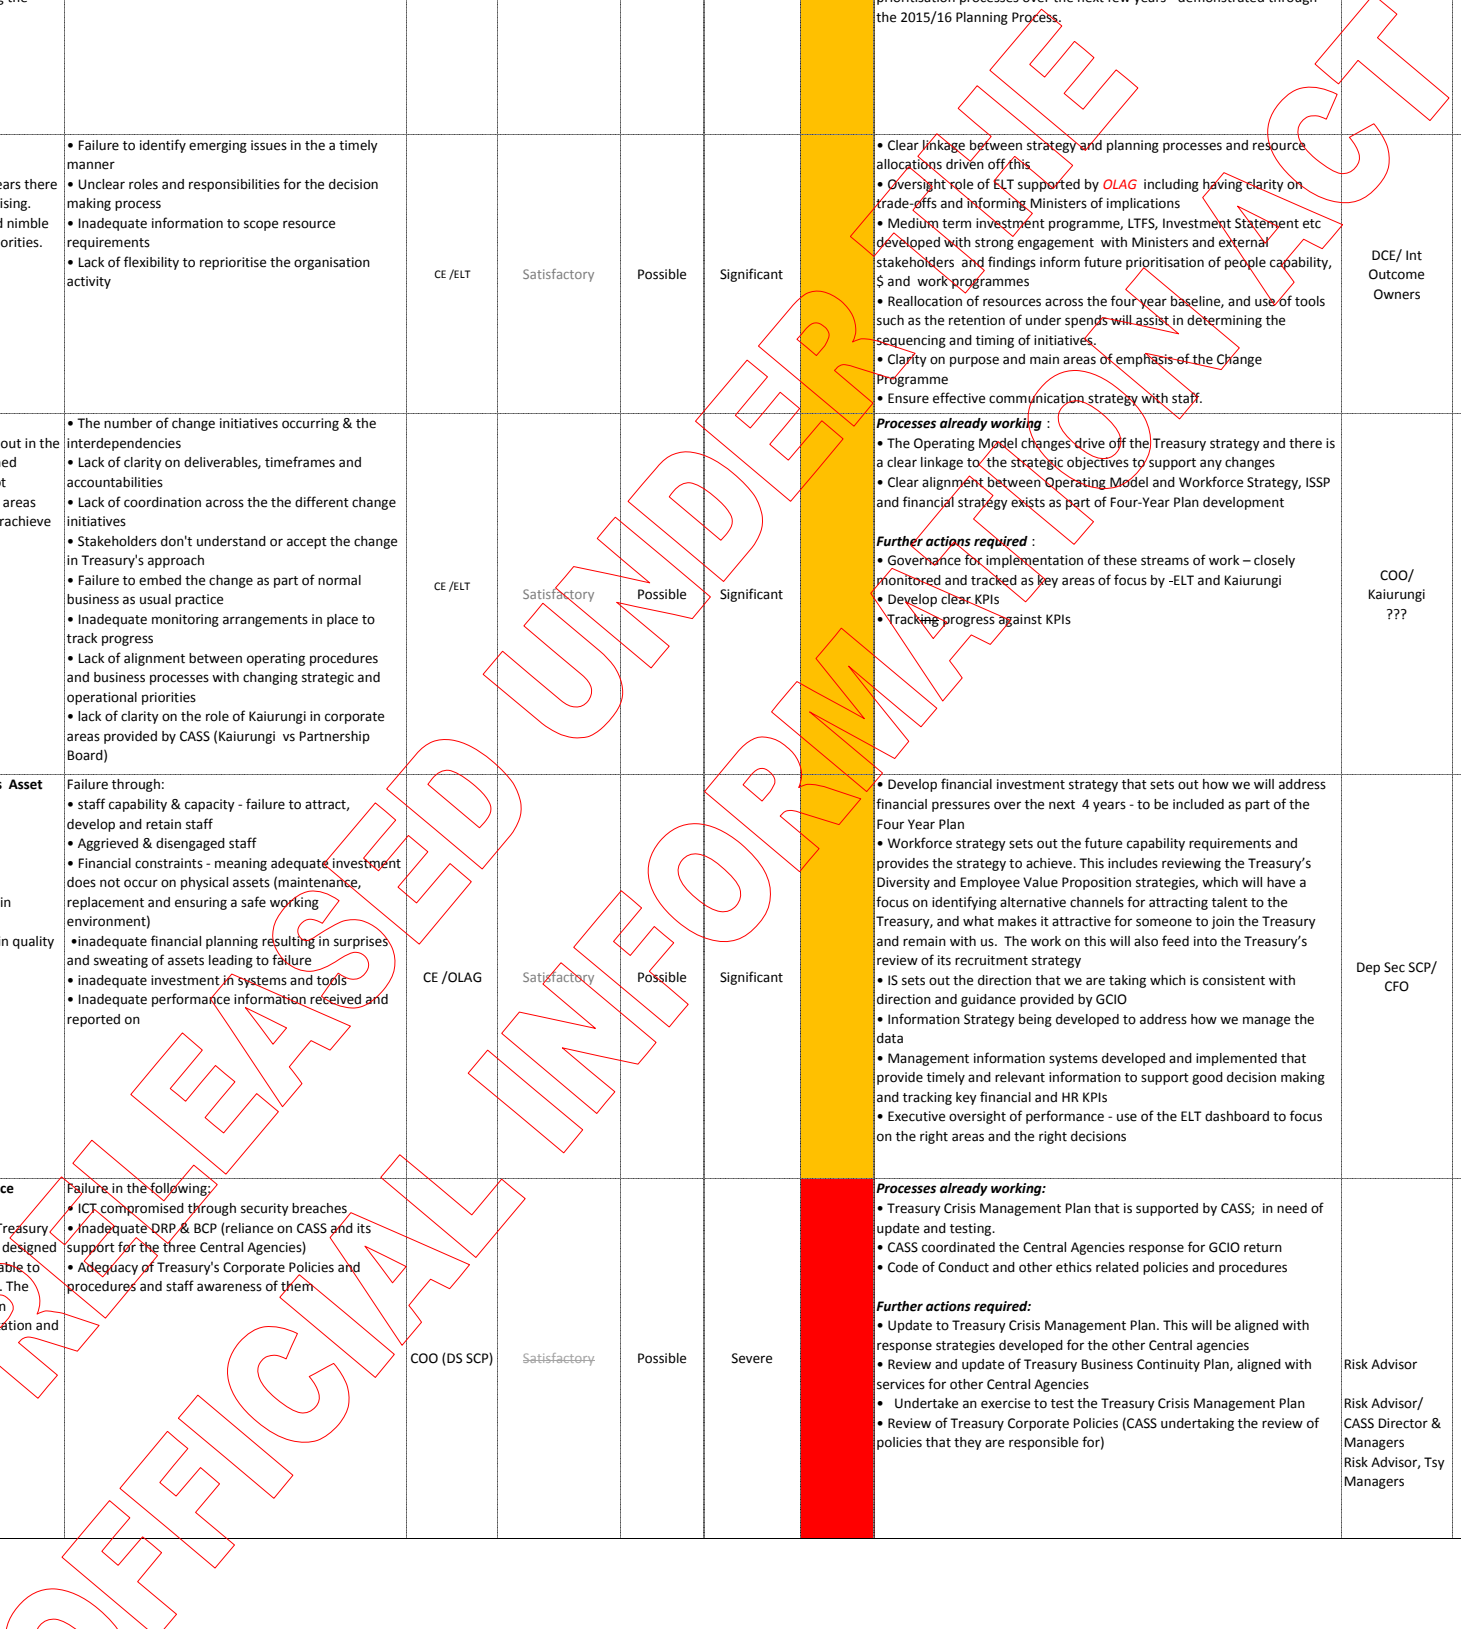 the 2015/16 Planning Process.
ears there
ising.
nimble
orities.
• Failure to identify emerging issues in the a timely
manner
• Unclear roles and responsibilities for the decision
making process
• Inadequate information to scope resource
requirements
• Lack of flexibility to reprioritise the organisation
activity
CE /ELT
Satisfactory
Possible
Significant
• Clear linkage between strategy and planning processes and resource
allocations driven off this
• Oversight role of ELT supported by OLAG including having clarity on
trade-offs and informing Ministers of implications
• Medium term investment programme, LTFS, Investment Statement etc
developed with strong engagement with Ministers and external
stakeholders and findings inform future prioritisation of people capability,
$ and work programmes
• Reallocation of resources across the four year baseline, and use of tools
such as the retention of under spends will assist in determining the
sequencing and timing of initiatives.
• Clarity on purpose and main areas of emphasis of the Change
Programme
• Ensure effective communication strategy with staff.
DCE/ Int
Outcome
Owners
out in the
areas
rachieve
• The number of change initiatives occurring & the
interdependencies
• Lack of clarity on deliverables, timeframes and
accountabilities
• Lack of coordination across the the different change
initiatives
• Stakeholders don't understand or accept the change
in Treasury's approach
• Failure to embed the change as part of normal
business as usual practice
• Inadequate monitoring arrangements in place to
track progress
• Lack of alignment between operating procedures
and business processes with changing strategic and
operational priorities
• lack of clarity on the role of Kaiurungi in corporate
areas provided by CASS (Kaiurungi vs Partnership
Board)
CE /ELT
Satisfactory
Possible
Significant
Processes already working :
• The Operating Model changes drive off the Treasury strategy and there is
a clear linkage to the strategic objectives to support any changes
• Clear alignment between Operating Model and Workforce Strategy, ISSP
and financial strategy exists as part of Four-Year Plan development
Further actions required :
• Governance for implementation of these streams of work – closely
monitored and tracked as key areas of focus by -ELT and Kaiurungi
• Develop clear KPIs
• Tracking progress against KPIs
COO/
Kaiurungi
???
s Asset
in
in quality
Failure through:
• staff capability & capacity - failure to attract,
develop and retain staff
• Aggrieved & disengaged staff
• Financial constraints - meaning adequate investment
does not occur on physical assets (maintenance,
replacement and ensuring a safe working
environment)
•inadequate financial planning resulting in surprises
and sweating of assets leading to failure
• inadequate investment in systems and tools
• Inadequate performance information received and
reported on
CE /OLAG
Satisfactory
Possible
Significant
• Develop financial investment strategy that sets out how we will address
financial pressures over the next 4 years - to be included as part of the
Four Year Plan
• Workforce strategy sets out the future capability requirements and
provides the strategy to achieve. This includes reviewing the Treasury's
Diversity and Employee Value Proposition strategies, which will have a
focus on identifying alternative channels for attracting talent to the
Treasury, and what makes it attractive for someone to join the Treasury
and remain with us. The work on this will also feed into the Treasury's
review of its recruitment strategy
• IS sets out the direction that we are taking which is consistent with
direction and guidance provided by GCIO
• Information Strategy being developed to address how we manage the
data
• Management information systems developed and implemented that
provide timely and relevant information to support good decision making
and tracking key financial and HR KPIs
• Executive oversight of performance - use of the ELT dashboard to focus
on the right areas and the right decisions
Dep Sec SCP/
CFO
ce
Treasury
designed
able to
. The
n
ation and
Failure in the following:
• ICT compromised through security breaches
• Inadequate DRP & BCP (reliance on CASS and its
support for the three Central Agencies)
• Adequacy of Treasury's Corporate Policies and
procedures and staff awareness of them
COO (DS SCP)
Satisfactory
Possible
Severe
Processes already working:
• Treasury Crisis Management Plan that is supported by CASS; in need of
update and testing.
• CASS coordinated the Central Agencies response for GCIO return
• Code of Conduct and other ethics related policies and procedures
Further actions required:
• Update to Treasury Crisis Management Plan. This will be aligned with
response strategies developed for the other Central agencies
• Review and update of Treasury Business Continuity Plan, aligned with
services for other Central Agencies
• Undertake an exercise to test the Treasury Crisis Management Plan
• Review of Treasury Corporate Policies (CASS undertaking the review of
policies that they are responsible for)
Risk Advisor
Risk Advisor/
CASS Director &
Managers
Risk Advisor, Tsy
Managers
RELEASED UNDER THE
OFFICIAL INFORMATION ACT